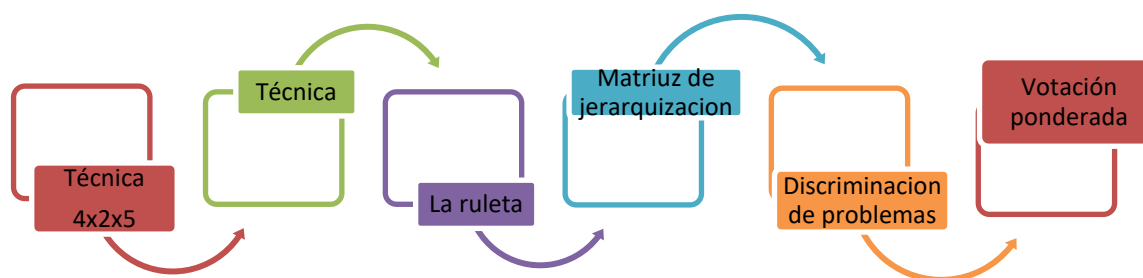 Técnica
4x2x5
Técnica
La ruleta
Matriuz de
jerarquizacion
Discriminacion
de problemas
Votación
ponderada